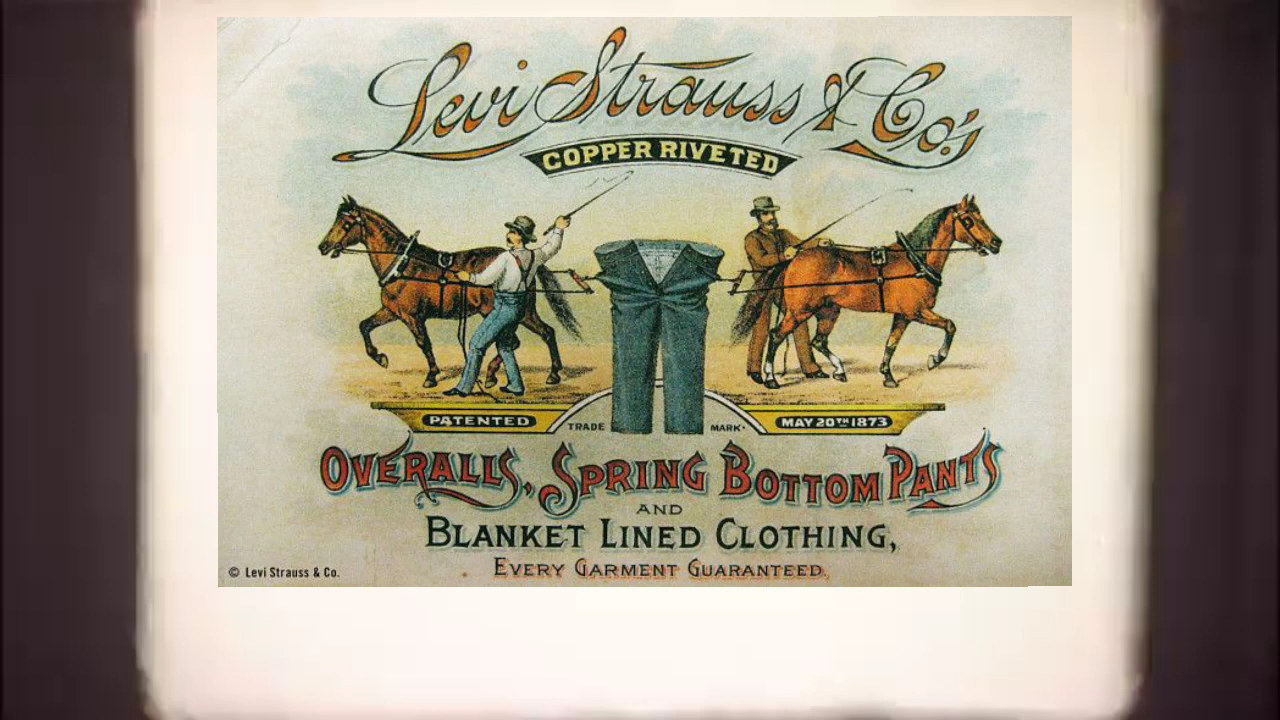 Levi Strauss & Co's
COPPER RIVETED
PATENTED
TRADE MARK·
MAY 20TH 1873
OVERALLS, SPRING BOTTOM PANTS
AND
BLANKET LINED CLOTHING,
EVERY GARMENT GUARANTEED.
© Levi Strauss & Co.